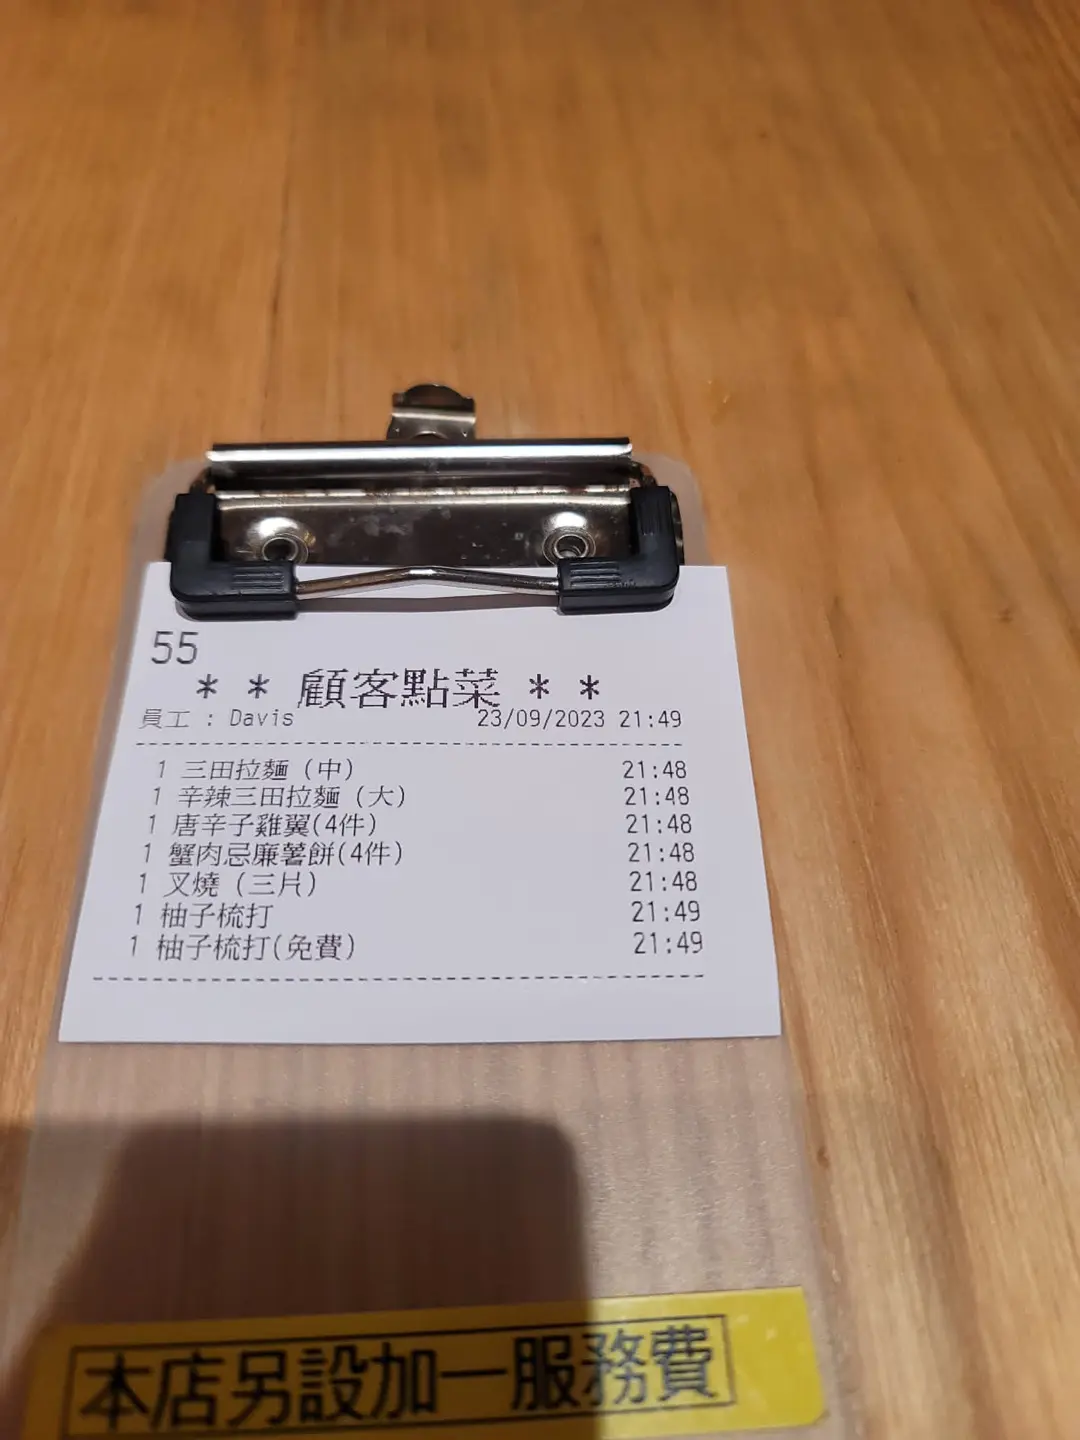 55
** 顧客點菜 **
員工 : Davis 23/09/2023 21:49
1 三田拉麵 (中) 21:48
1 辛辣三田拉麵 (大) 21:48
1 唐辛子雞翼(4件) 21:48
1 蟹肉忌廉薯餅(4件) 21:48
1 叉燒 (三片) 21:48
1 柚子梳打 21:49
1 柚子梳打(免費) 21:49
本店另設加一服務費